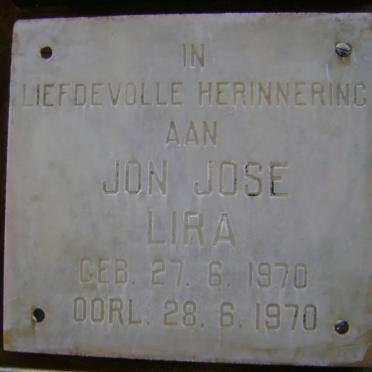 IN
LIEFDEVOLLE HERINNERING
AAN
JON JOSE
LIRA
GEB. 27. 6. 1970
OORL. 28. 6. 1970